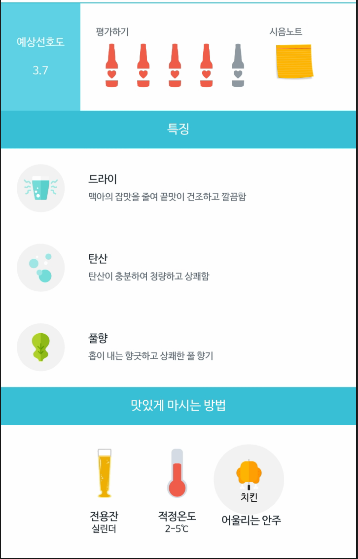 예상선호도
3.7
평가하기
시음노트
특징
드라이
맥아의 잡맛을 줄여 끝맛이 건조하고 깔끔함
탄산
탄산이 충분하여 청량하고 상쾌함
풀향
홉이 내는 향긋하고 상쾌한 풀 향기
맛있게 마시는 방법
전용잔
실린더
적정온도
2~5℃
치킨
어울리는 안주